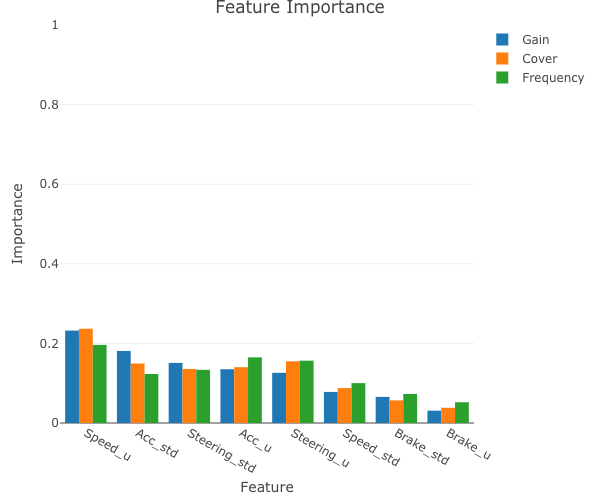 Feature Importance
1
0.8
0.6
0.4
0.2
0
Importance
Speed_u
Acc_std
Steering_std
Acc_u
Steering_u
Speed_std
Brake_std
Brake_u
Feature
Gain
Cover
Frequency